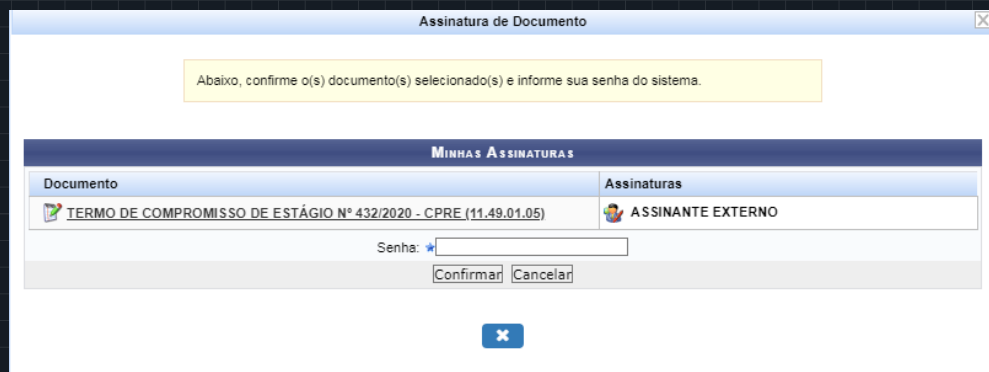 Assinatura de Documento
Abaixo, confirme o(s) documento(s) selecionado(s) e informe sua senha do sistema.
MINHAS ASSINATURAS
Documento Assinaturas
TERMO DE COMPROMISSO DE ESTÁGIO Nº 432/2020 - CPRE (11.49.01.05) ASSINANTE EXTERNO
Senha:
Confirmar Cancelar